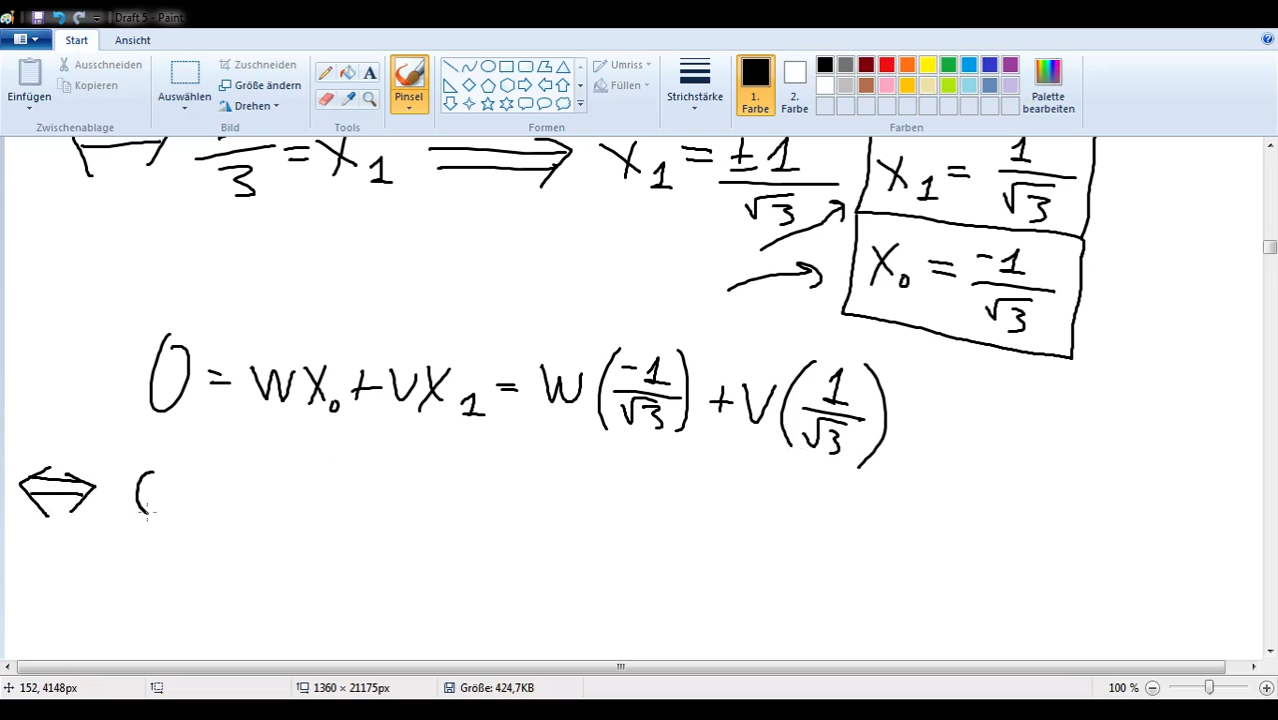 Draft 5 - Paint
Start Ansicht
Einfügen
Ausschneiden
Kopieren
Zwischenablage
Auswählen
Zuschneiden
Größe ändern
Drehen
Bild
A
Tools
Pinsel
Umriss
Füllen
Formen
Strichstärke
1. Farbe
2. Farbe
Palette bearbeiten
Farben
/3 = X₁ ⟹ X₁ = ±1/√3
X₁ = 1/√3
X₀ = -1/√3
0 = WX₀ + VX₁ = W(-1/√3) + V(1/√3)
⟺ (
152, 4148px
1360 × 21175px
Größe: 424,7KB
100 %